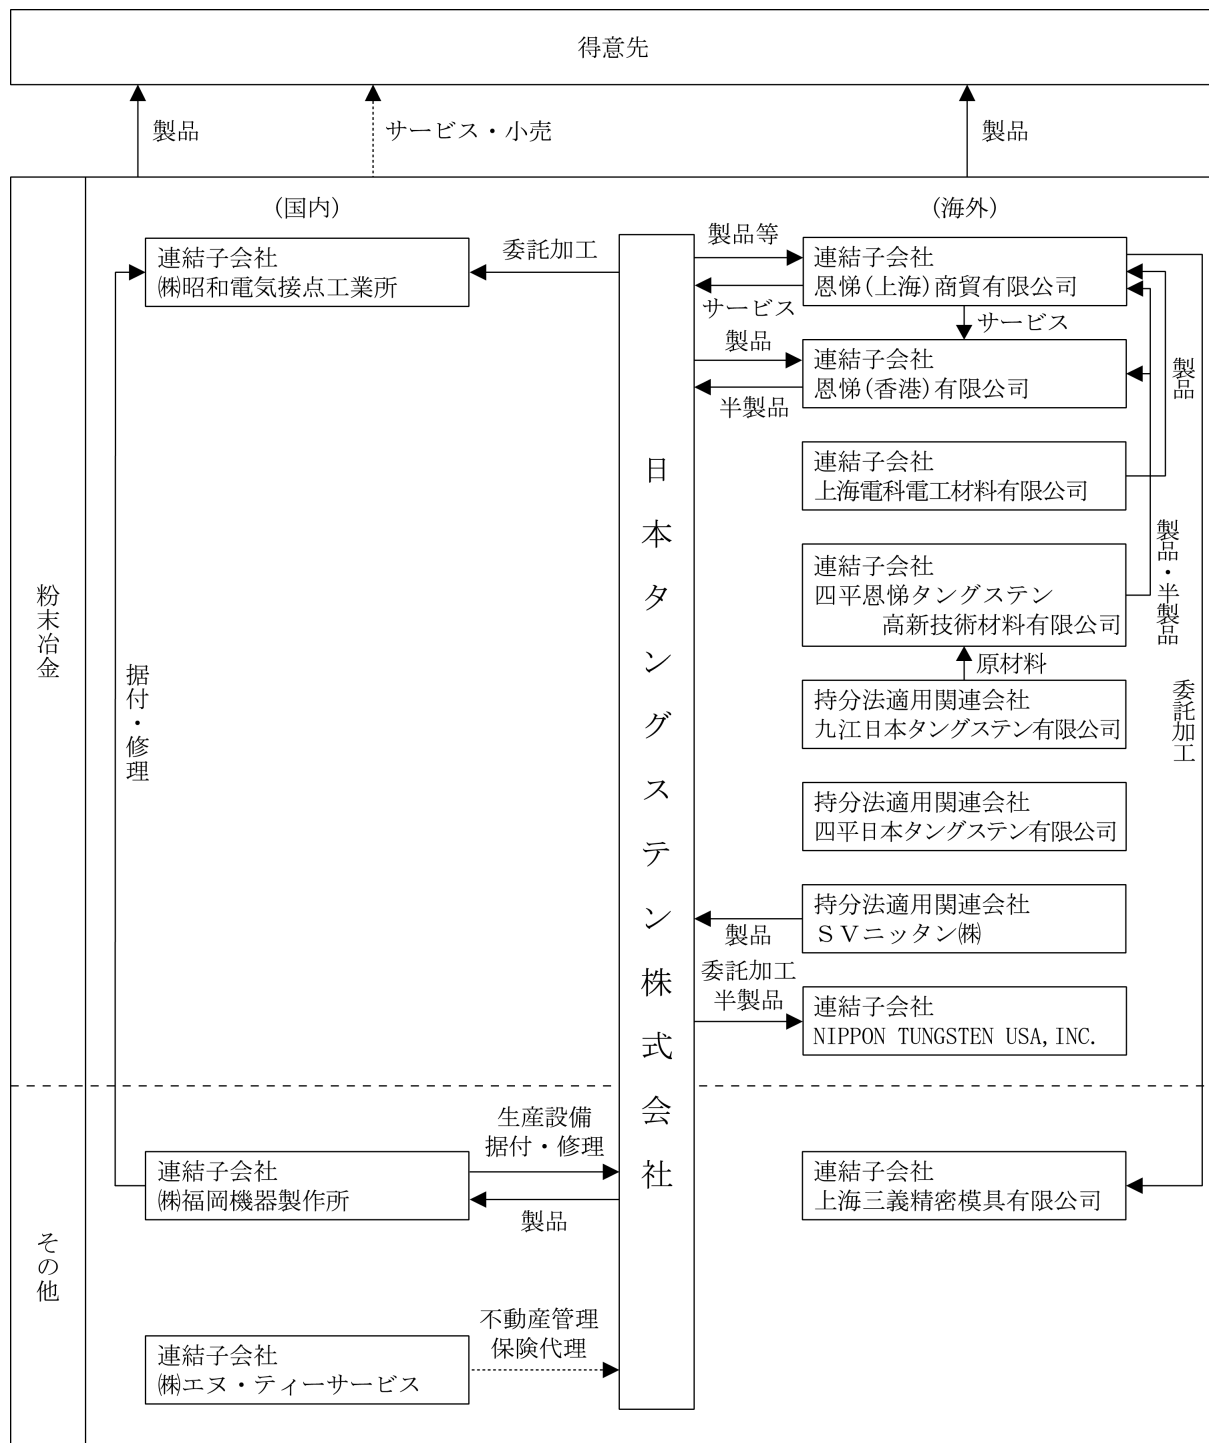 得意先
製品
サービス・小売
製品
(国内)
(海外)
連結子会社
㈱昭和電気接点工業所
委託加工
製品等
サービス
連結子会社
恩悌(上海)商貿有限公司
サービス
製品
半製品
連結子会社
恩悌(香港)有限公司
製品
連結子会社
上海電科電工材料有限公司
連結子会社
四平恩悌タングステン
高新技術材料有限公司
製品・半製品
原材料
持分法適用関連会社
九江日本タングステン有限公司
委託加工
持分法適用関連会社
四平日本タングステン有限公司
製品
持分法適用関連会社
ＳＶニッタン㈱
委託加工
半製品
連結子会社
NIPPON TUNGSTEN USA, INC.
日本タングステン株式会社
粉末冶金
据付・修理
生産設備
据付・修理
連結子会社
㈱福岡機器製作所
製品
連結子会社
上海三義精密模具有限公司
その他
不動産管理
保険代理
連結子会社
㈱エヌ・ティーサービス